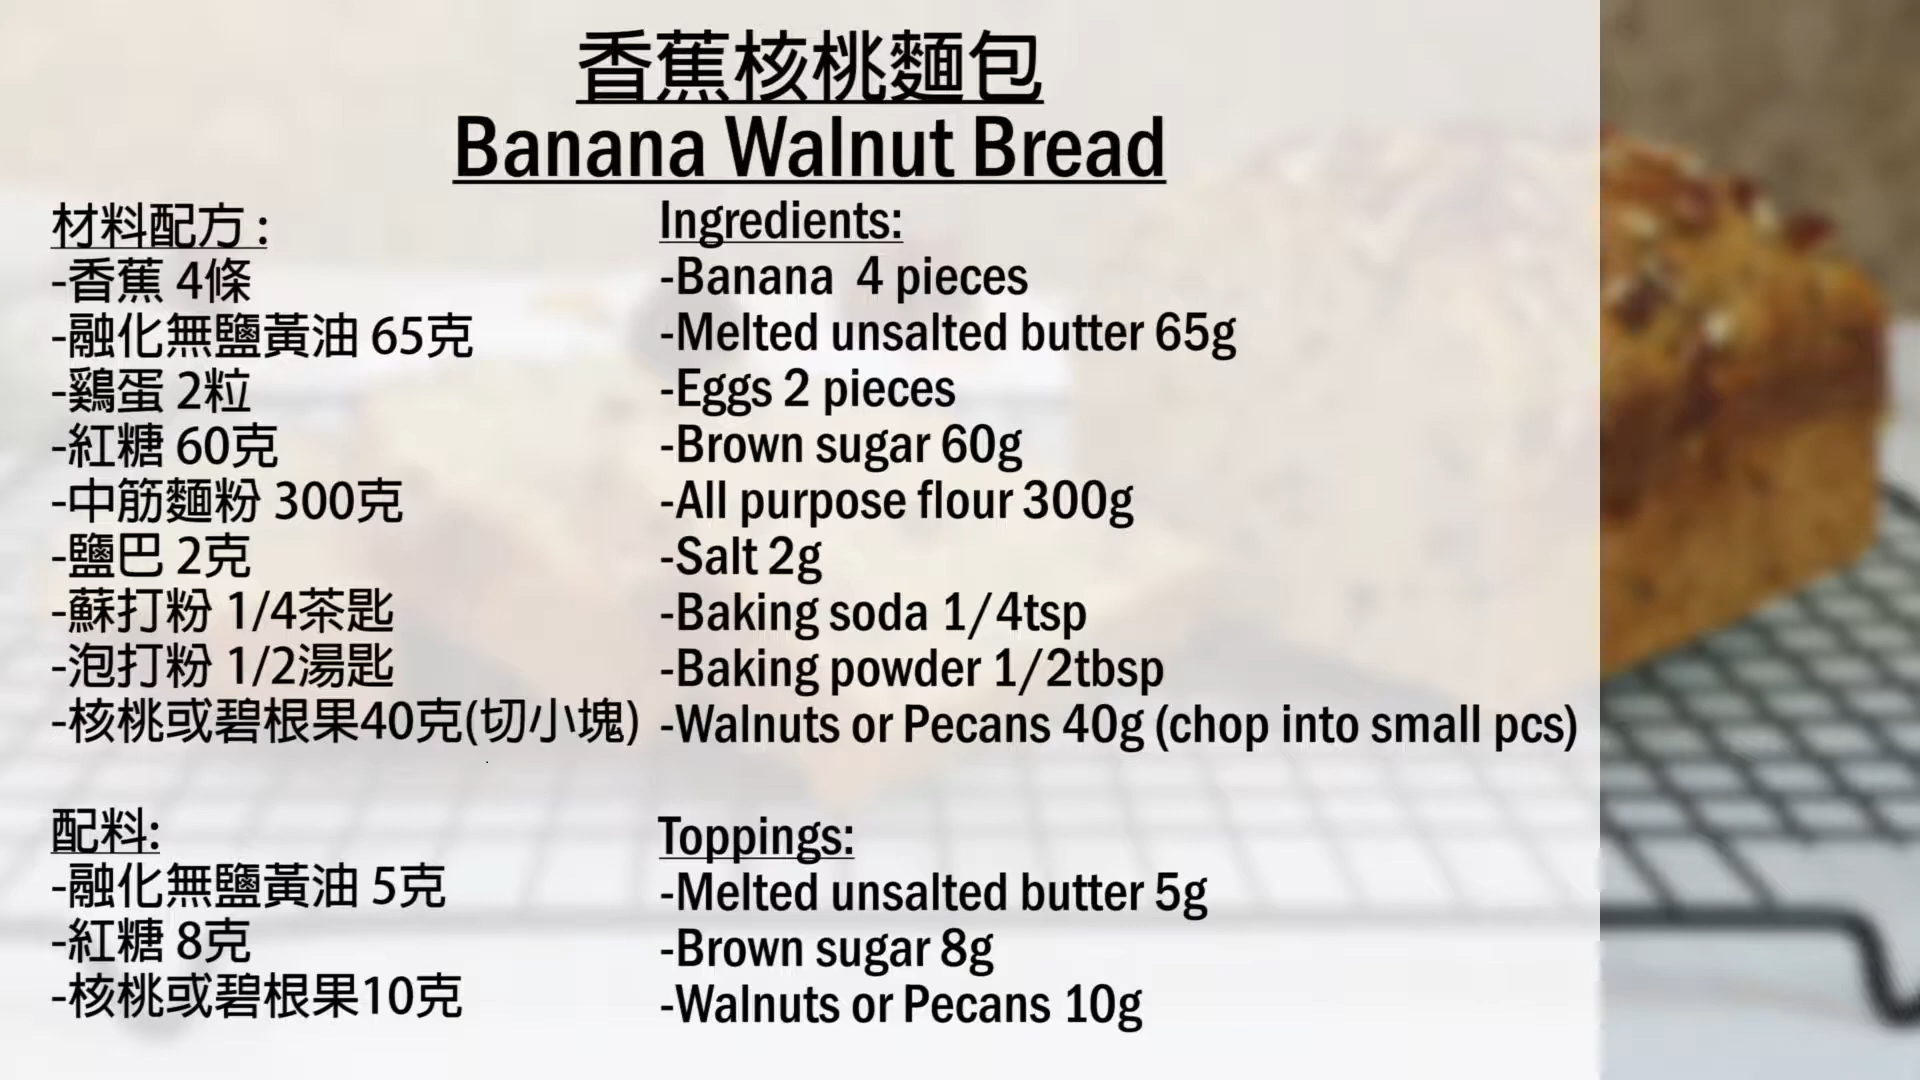 香蕉核桃麵包
Banana Walnut Bread
材料配方 :
-香蕉 4條
-融化無鹽黃油 65克
-鷄蛋 2粒
-紅糖 60克
-中筋麵粉 300克
-鹽巴 2克
-蘇打粉 1/4茶匙
-泡打粉 1/2湯匙
-核桃或碧根果40克(切小塊)
配料:
-融化無鹽黃油 5克
-紅糖 8克
-核桃或碧根果10克
Ingredients:
-Banana  4 pieces
-Melted unsalted butter 65g
-Eggs 2 pieces
-Brown sugar 60g
-All purpose flour 300g
-Salt 2g
-Baking soda 1/4tsp
-Baking powder 1/2tbsp
-Walnuts or Pecans 40g (chop into small pcs)
Toppings:
-Melted unsalted butter 5g
-Brown sugar 8g
-Walnuts or Pecans 10g